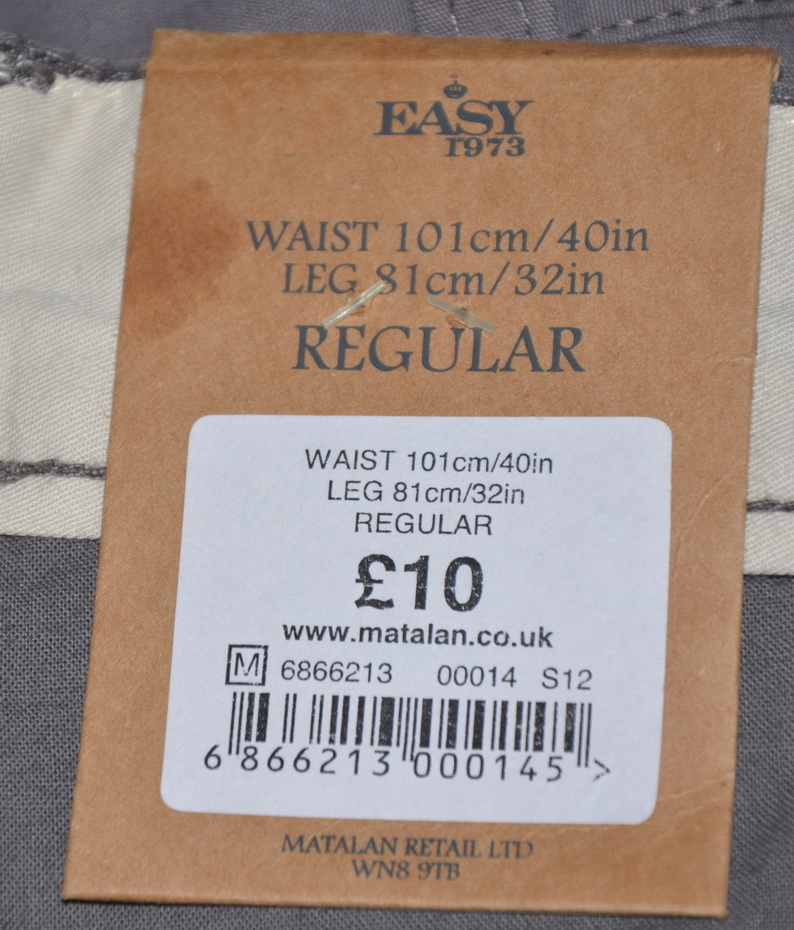 EASY
1973
WAIST 101cm/40in
LEG 81cm/32in
REGULAR
WAIST 101cm/40in
LEG 81cm/32in
REGULAR
£10
www.matalan.co.uk
M 6866213 00014 S12
6 866213 000145 >
MATALAN RETAIL LTD
WN8 9TB